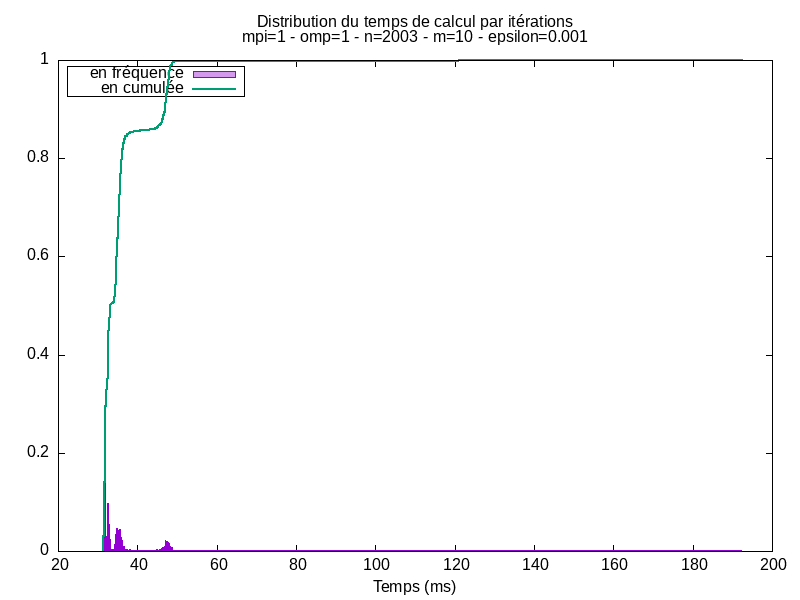 Distribution du temps de calcul par itérations
mpi=1 - omp=1 - n=2003 - m=10 - epsilon=0.001
en fréquence
en cumulée
1
0.8
0.6
0.4
0.2
0
20 40 60 80 100 120 140 160 180 200
Temps (ms)